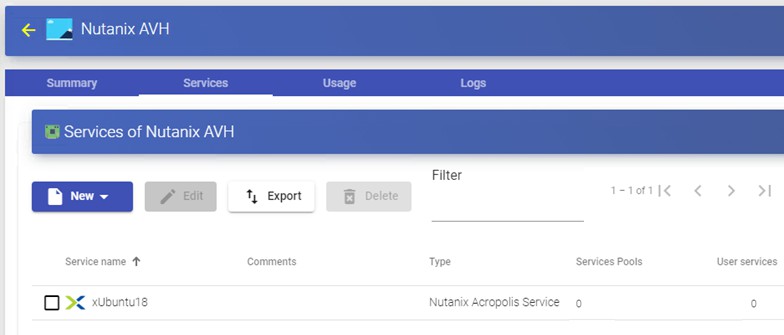 Nutanix AVH
Summary Services Usage Logs
Services of Nutanix AVH
Filter
New Edit Export Delete 1 – 1 of 1
Service name Comments Type Services Pools User services
xUbuntu18 Nutanix Acropolis Service 0 0